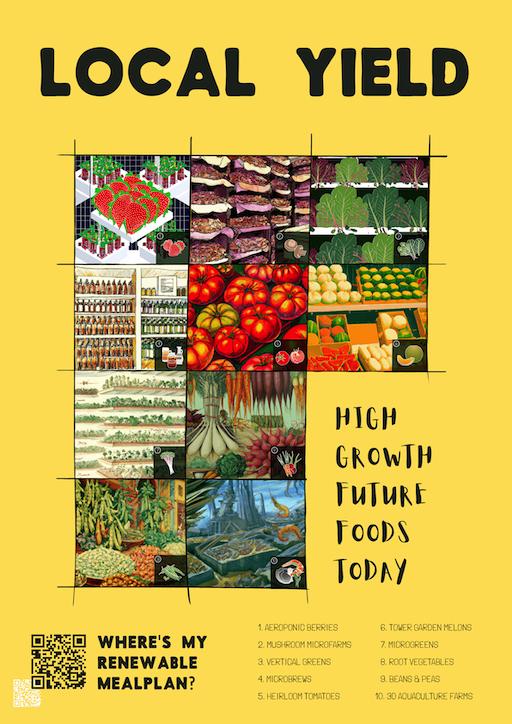 LOCAL YIELD
HIGH
GROWTH
FUTURE
FOODS
TODAY
WHERE'S MY
RENEWABLE
MEALPLAN?
1. AEROPONIC BERRIES
2. MUSHROOM MICROFARMS
3. VERTICAL GREENS
4. MICROBREWS
5. HEIRLOOM TOMATOES
6. TOWER GARDEN MELONS
7. MICROGREENS
8. ROOT VEGETABLES
9. BEANS & PEAS
10. 3D AQUACULTURE FARMS